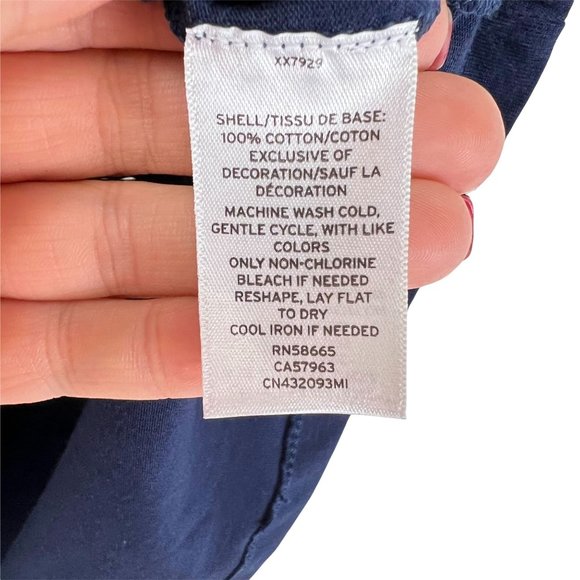 XX7929
SHELL/TISSU DE BASE:
100% COTTON/COTON
EXCLUSIVE OF
DECORATION/SAUF LA
DÉCORATION
MACHINE WASH COLD,
GENTLE CYCLE, WITH LIKE
COLORS
ONLY NON-CHLORINE
BLEACH IF NEEDED
RESHAPE, LAY FLAT
TO DRY
COOL IRON IF NEEDED
RN58665
CA57963
CN432093MI